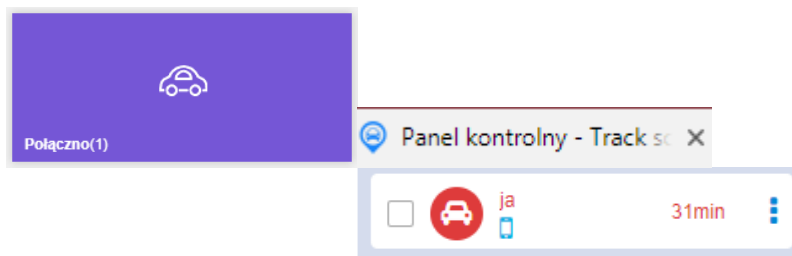 Połączno(1)
Panel kontrolny - Track sc
ja
31min